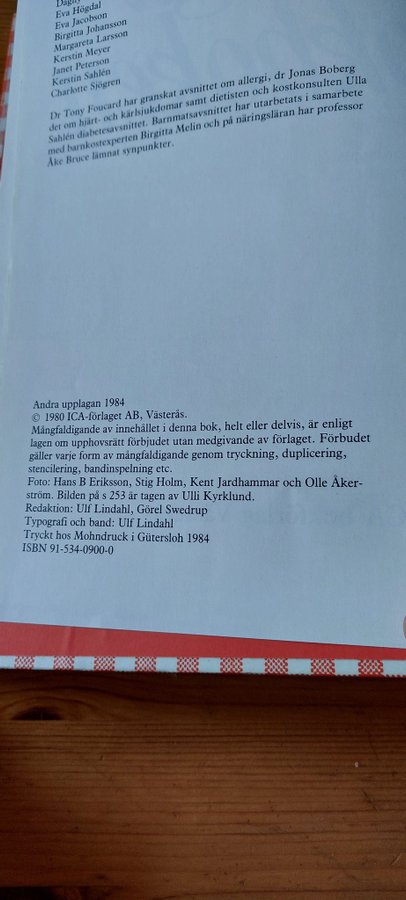 Dagny
Eva Högdal
Eva Jacobson
Birgitta Johansson
Margareta Larsson
Kerstin Meyer
Janet Peterson
Kerstin Sahlén
Charlotte Sjögren
Dr Tony Foucard har granskat avsnittet om allergi, dr Jonas Boberg
det om hjärt- och kärlsjukdomar samt dietisten och kostkonsulten Ulla
Sahlén diabetesavsnittet. Barnmatsavsnittet har utarbetats i samarbete
med barnkostexperten Birgitta Melin och på näringsläran har professor
Åke Bruce lämnat synpunkter.
Andra upplagan 1984
© 1980 ICA-förlaget AB, Västerås.
Mångfaldigande av innehållet i denna bok, helt eller delvis, är enligt
lagen om upphovsrätt förbjudet utan medgivande av förlaget. Förbudet
gäller varje form av mångfaldigande genom tryckning, duplicering,
stencilering, bandinspelning etc.
Foto: Hans B Eriksson, Stig Holm, Kent Jardhammar och Olle Åker-
ström. Bilden på s 253 är tagen av Ulli Kyrklund.
Redaktion: Ulf Lindahl, Görel Swedrup
Typografi och band: Ulf Lindahl
Tryckt hos Mohndruck i Gütersloh 1984
ISBN 91-534-0900-0